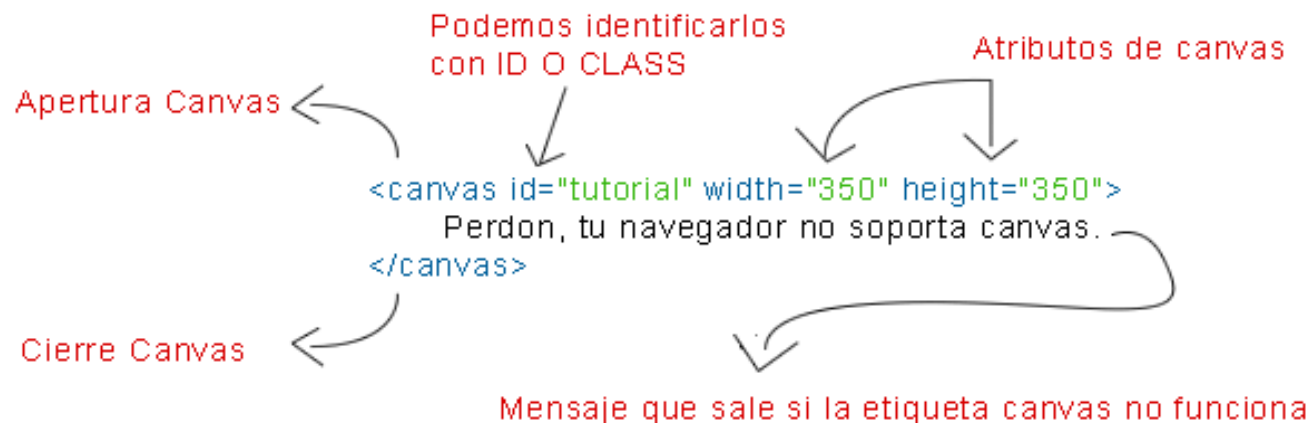 Podemos identificarlos
con ID O CLASS
Atributos de canvas
Apertura Canvas
<canvas id="tutorial" width="350" height="350">
Perdon, tu navegador no soporta canvas.
</canvas>
Cierre Canvas
Mensaje que sale si la etiqueta canvas no funciona